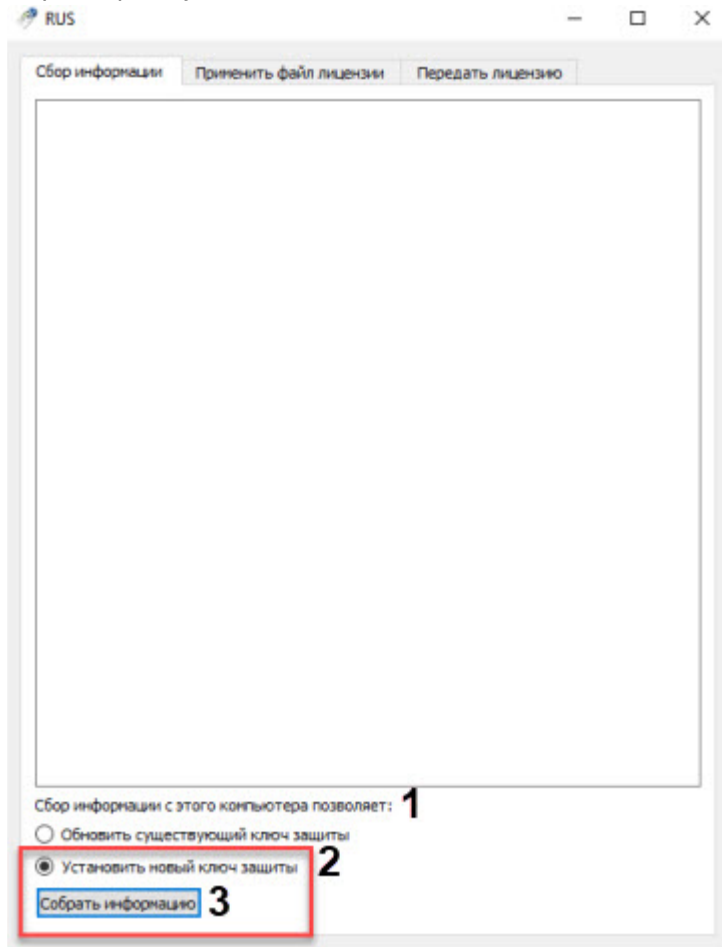 RUS
Сбор информации Применить файл лицензии Передать лицензию
Сбор информации с этого компьютера позволяет: 1
Обновить существующий ключ защиты
Установить новый ключ защиты 2
Собрать информацию 3